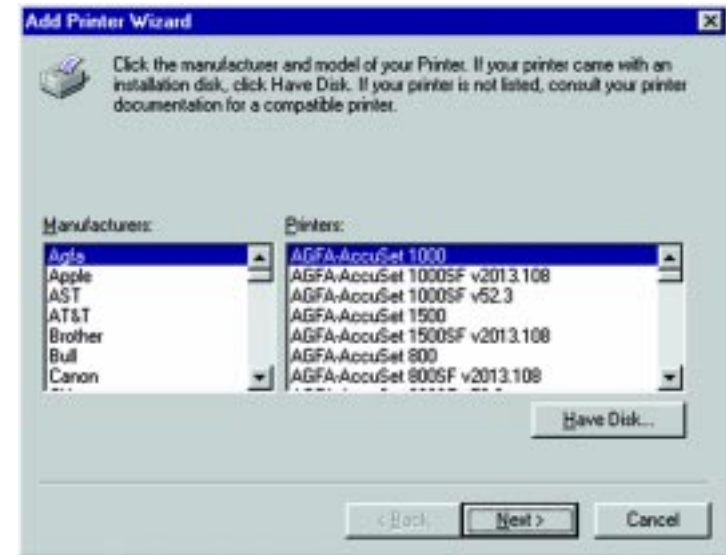 Add Printer Wizard
Click the manufacturer and model of your Printer. If your printer came with an
installation disk, click Have Disk. If your printer is not listed, consult your printer
documentation for a compatible printer.
Manufacturers:
Agfa
Apple
AST
AT&T
Brother
Bull
Canon
Printers:
AGFA-AccuSet 1000
AGFA-AccuSet 1000SF v2013.108
AGFA-AccuSet 1000SF v52.3
AGFA-AccuSet 1500
AGFA-AccuSet 1500SF v2013.108
AGFA-AccuSet 800
AGFA-AccuSet 800SF v2013.108
Have Disk...
< Back
Next >
Cancel